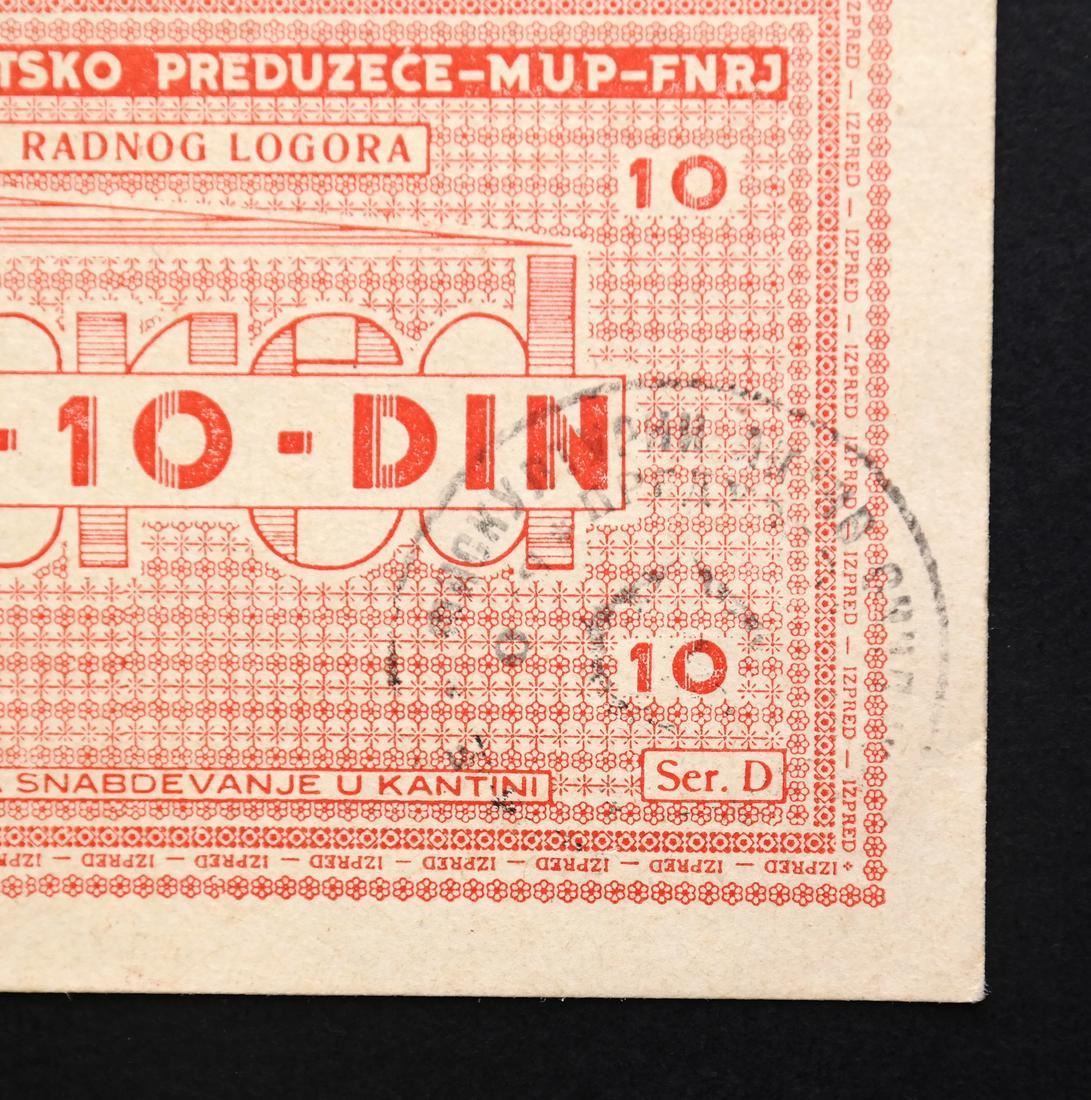 TSKO PREDUZEĆE-MUP-FNRJ
RADNOG LOGORA
10
pred
- 10 - DIN
10
SNABDEVANJE U KANTINI
Ser. D
IZPRED — IZPRED — IZPRED — IZPRED — IZPRED — IZPRED — IZPRED — IZPRED
IZPRED — IZPRED — IZPRED — IZPRED — IZPRED — IZPRED — IZPRED — IZPRED